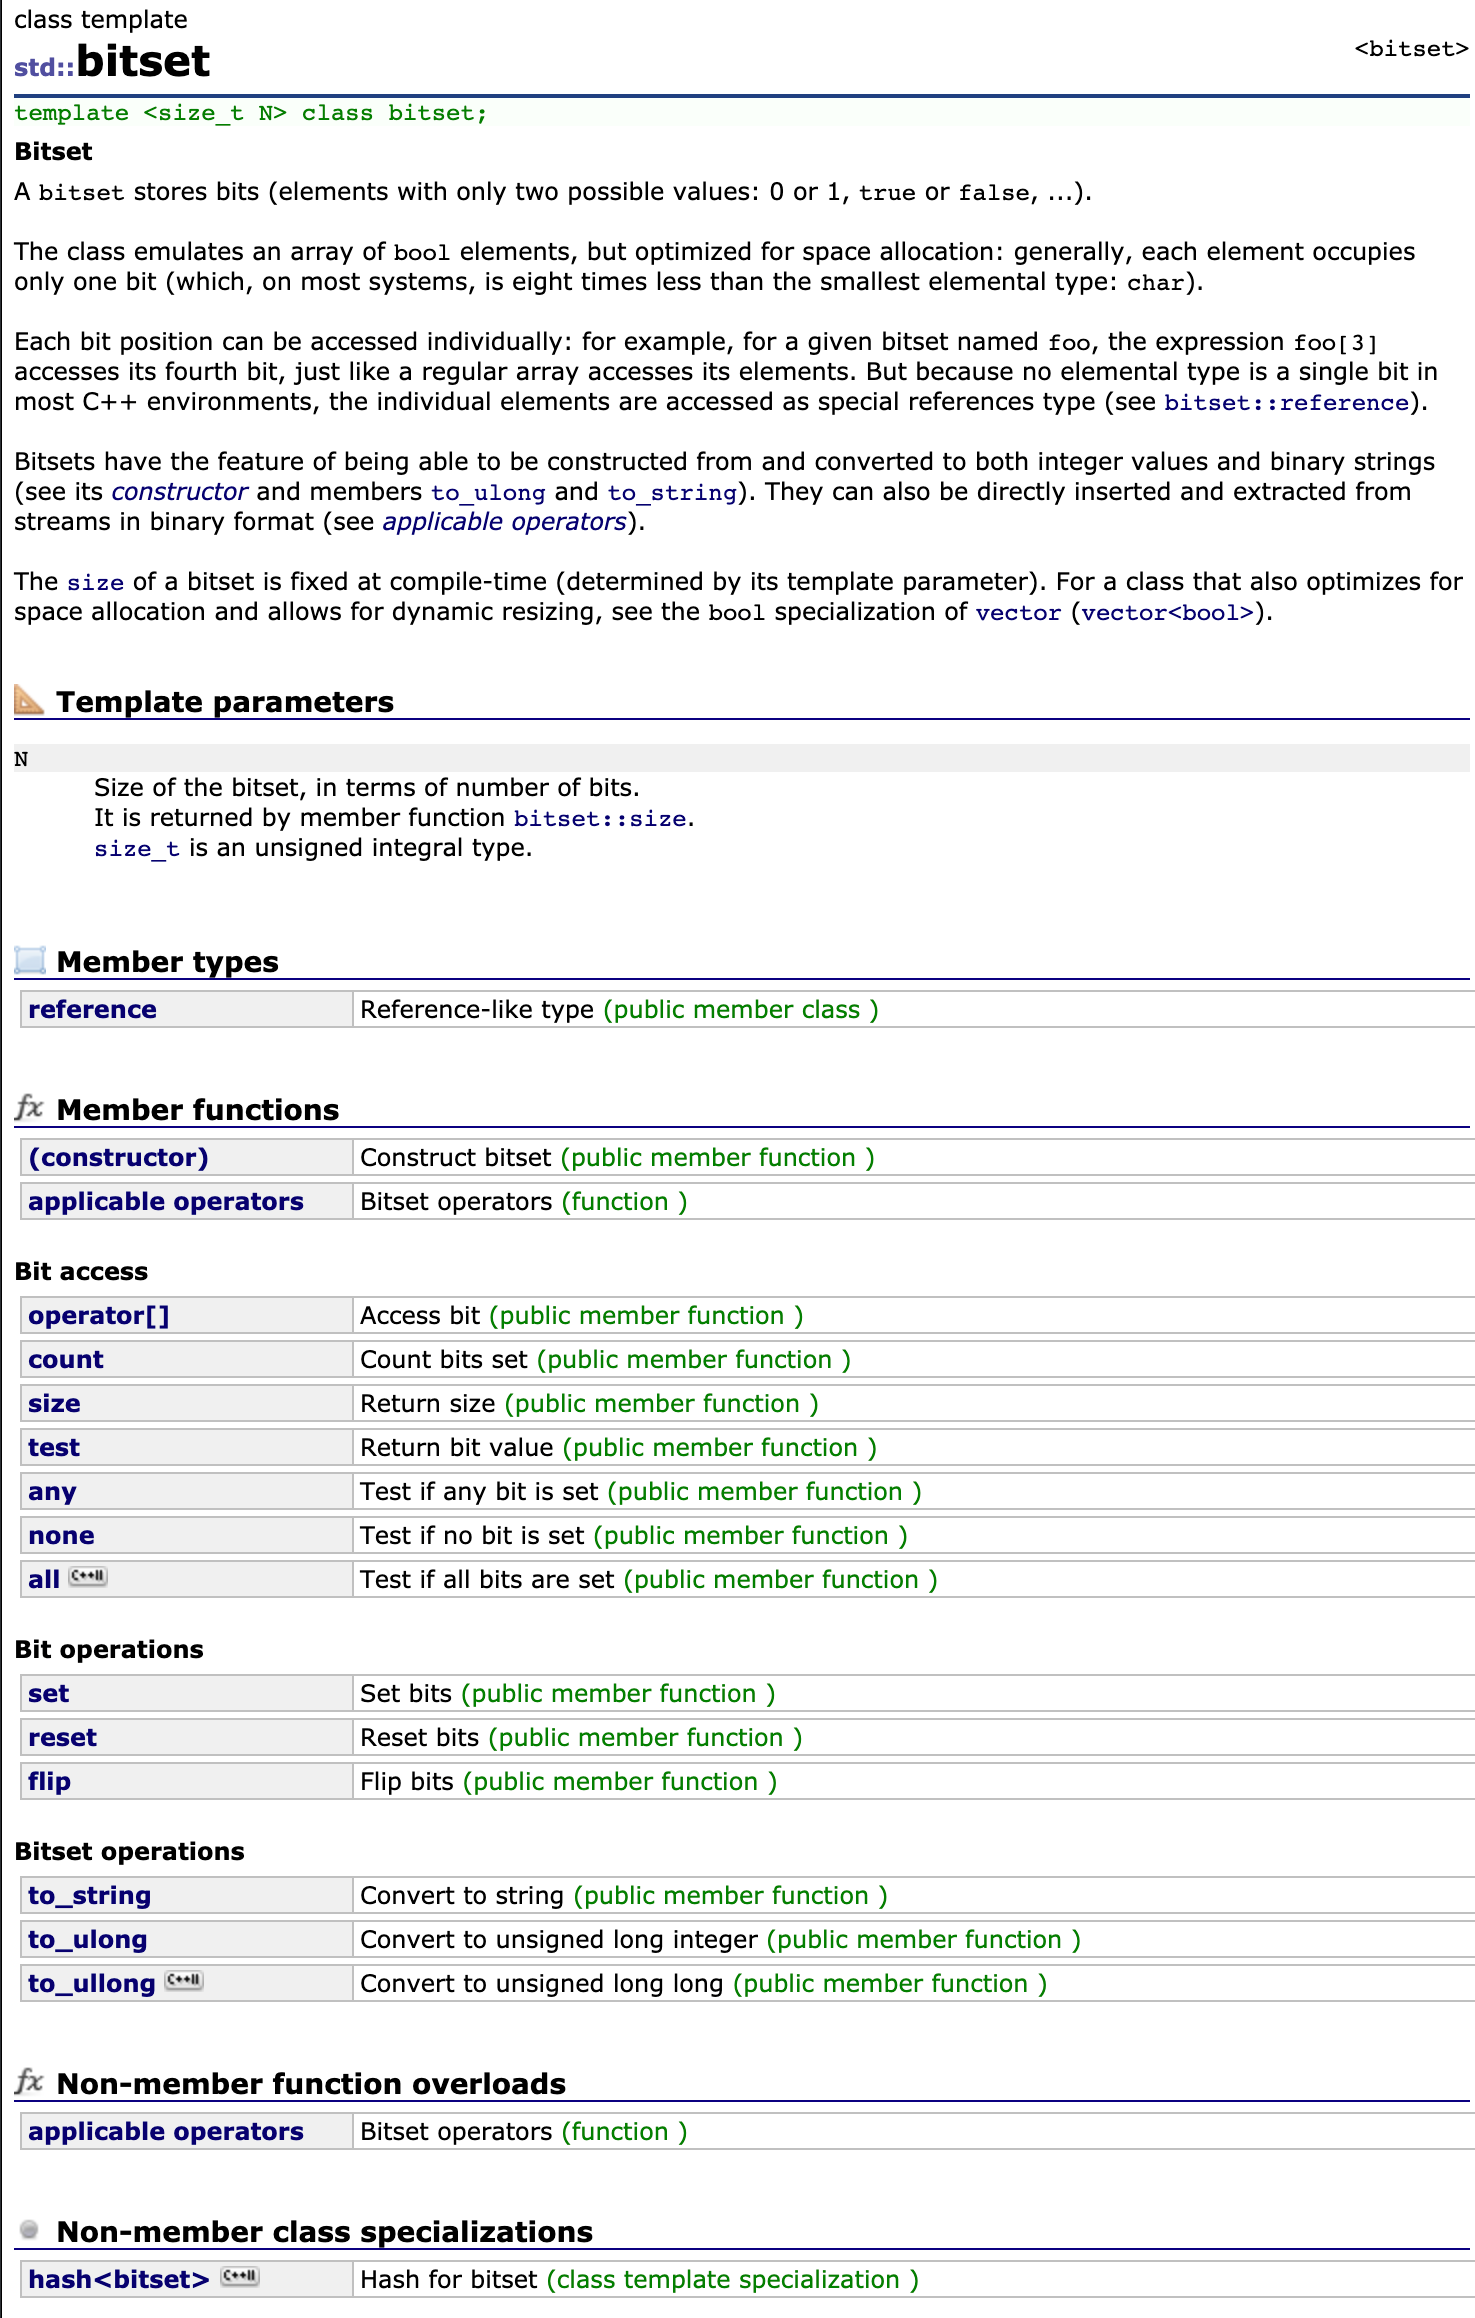 class template
<bitset>
std::bitset
template <size_t N> class bitset;
Bitset
A bitset stores bits (elements with only two possible values: 0 or 1, true or false, ...).
The class emulates an array of bool elements, but optimized for space allocation: generally, each element occupies
only one bit (which, on most systems, is eight times less than the smallest elemental type: char).
Each bit position can be accessed individually: for example, for a given bitset named foo, the expression foo[3]
accesses its fourth bit, just like a regular array accesses its elements. But because no elemental type is a single bit in
most C++ environments, the individual elements are accessed as special references type (see bitset::reference).
Bitsets have the feature of being able to be constructed from and converted to both integer values and binary strings
(see its constructor and members to_ulong and to_string). They can also be directly inserted and extracted from
streams in binary format (see applicable operators).
The size of a bitset is fixed at compile-time (determined by its template parameter). For a class that also optimizes for
space allocation and allows for dynamic resizing, see the bool specialization of vector (vector<bool>).
Template parameters
N
Size of the bitset, in terms of number of bits.
It is returned by member function bitset::size.
size_t is an unsigned integral type.
Member types
reference Reference-like type (public member class )
fx Member functions
(constructor) Construct bitset (public member function )
applicable operators Bitset operators (function )
Bit access
operator[] Access bit (public member function )
count Count bits set (public member function )
size Return size (public member function )
test Return bit value (public member function )
any Test if any bit is set (public member function )
none Test if no bit is set (public member function )
all C++11 Test if all bits are set (public member function )
Bit operations
set Set bits (public member function )
reset Reset bits (public member function )
flip Flip bits (public member function )
Bitset operations
to_string Convert to string (public member function )
to_ulong Convert to unsigned long integer (public member function )
to_ullong C++11 Convert to unsigned long long (public member function )
fx Non-member function overloads
applicable operators Bitset operators (function )
Non-member class specializations
hash<bitset> C++11 Hash for bitset (class template specialization )